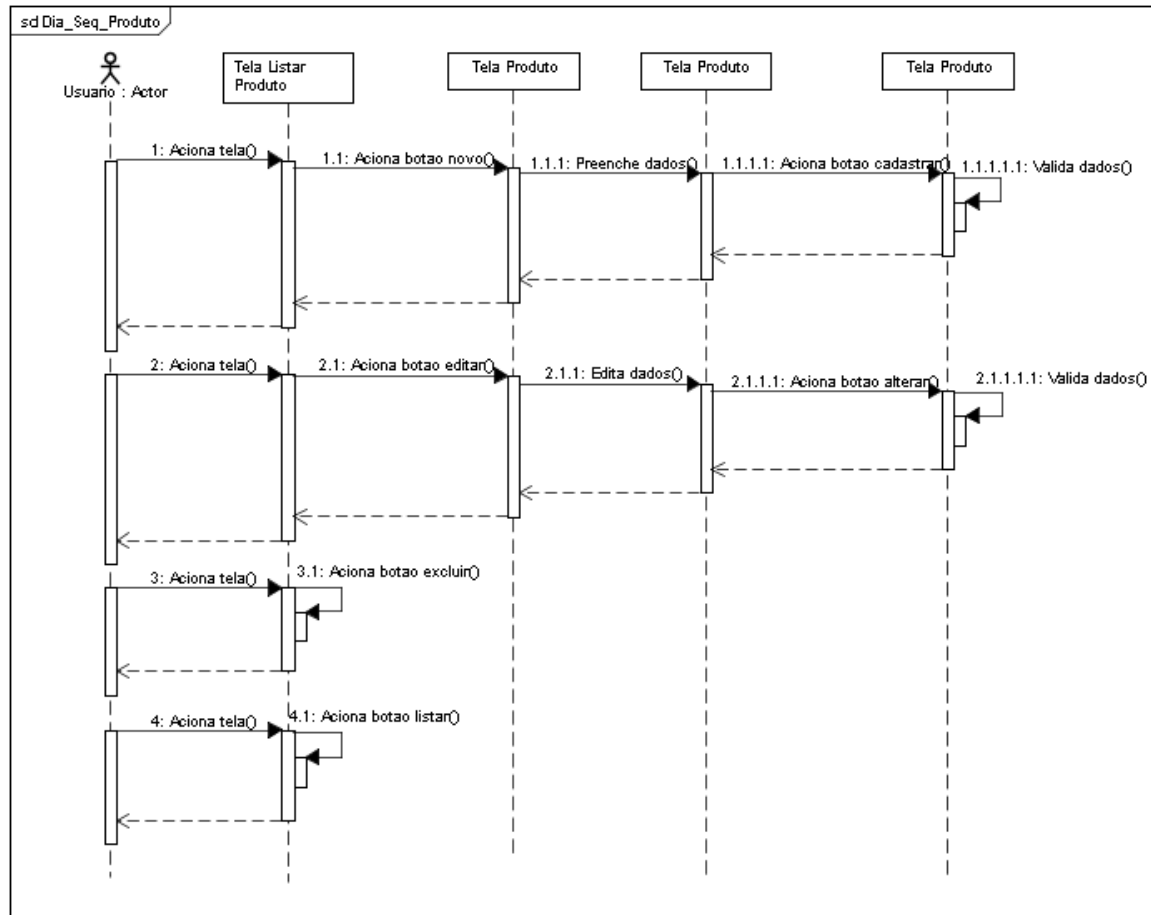 sd Dia_Seq_Produto
Usuario : Actor
Tela Listar
Produto
Tela Produto
Tela Produto
Tela Produto
1: Aciona tela()
1.1: Aciona botao novo()
1.1.1: Preenche dados()
1.1.1.1: Aciona botao cadastrar()
1.1.1.1.1: Valida dados()
2: Aciona tela()
2.1: Aciona botao editar()
2.1.1: Edita dados()
2.1.1.1: Aciona botao alterar()
2.1.1.1.1: Valida dados()
3: Aciona tela()
3.1: Aciona botao excluir()
4: Aciona tela()
4.1: Aciona botao listar()